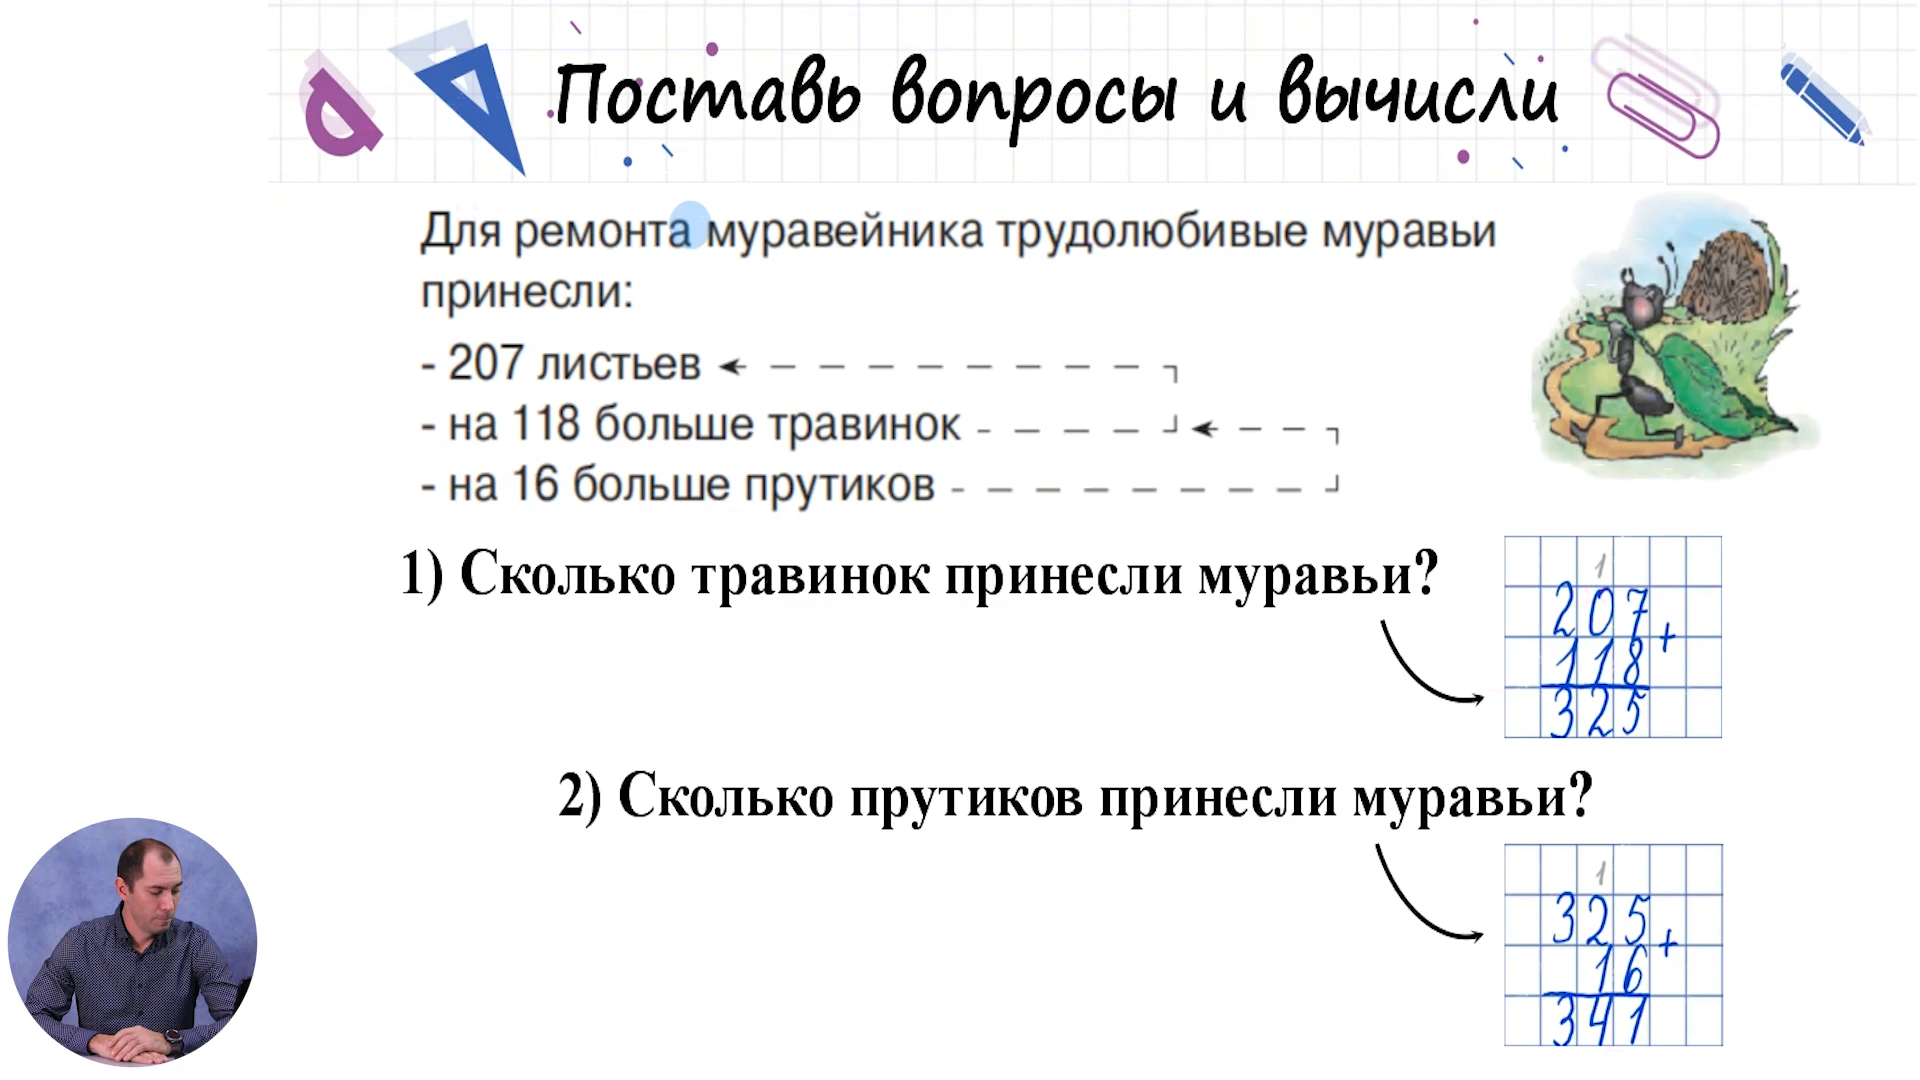 Поставь вопросы и вычисли
Для ремонта муравейника трудолюбивые муравьи
принесли:
- 207 листьев
- на 118 больше травинок
- на 16 больше прутиков
1) Сколько травинок принесли муравьи?
1
207
118 +
325
2) Сколько прутиков принесли муравьи?
1
325
16 +
341